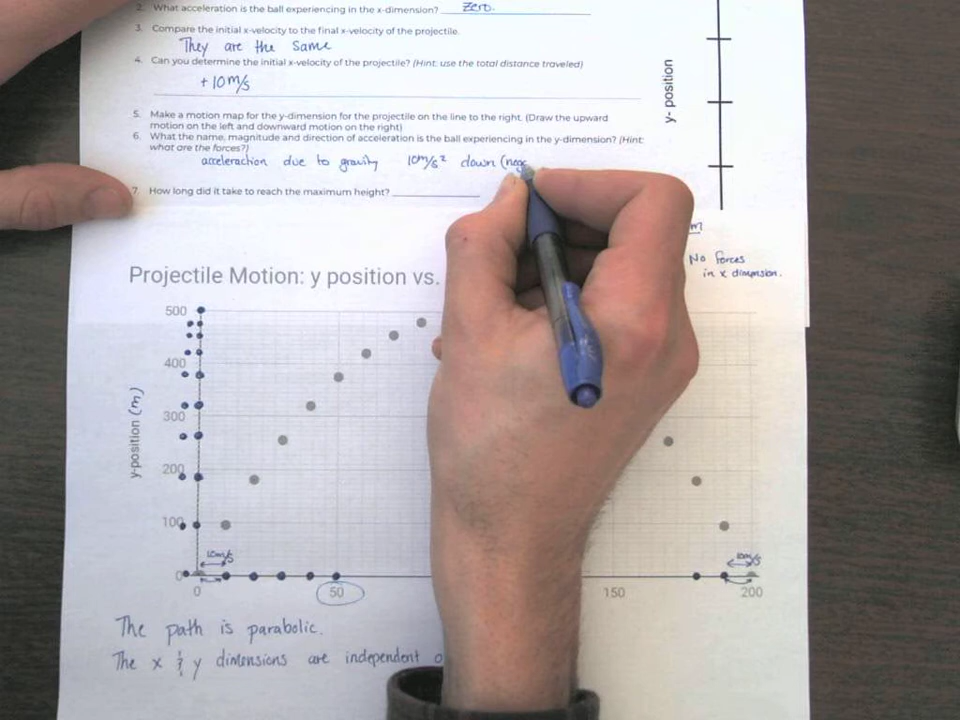 2. What acceleration is the ball experiencing in the x-dimension? zero.
3. Compare the initial x-velocity to the final x-velocity of the projectile.
They are the same
4. Can you determine the initial x-velocity of the projectile? (Hint: use the total distance traveled)
+10m/s
5. Make a motion map for the y-dimension for the projectile on the line to the right. (Draw the upward
motion on the left and downward motion on the right)
6. What the name, magnitude and direction of acceleration is the ball experiencing in the y-dimension? (Hint:
what are the forces?)
acceleraction due to gravity 10m/s² down (neg
7. How long did it take to reach the maximum height?
y- position
m
No forces
in x dimension.
Projectile Motion: y position vs.
y-position (m)
500
400
300
200
100
0
10m/s
10m/s
0 50 150 200
The path is parabolic.
The x & y dimensions are independent o